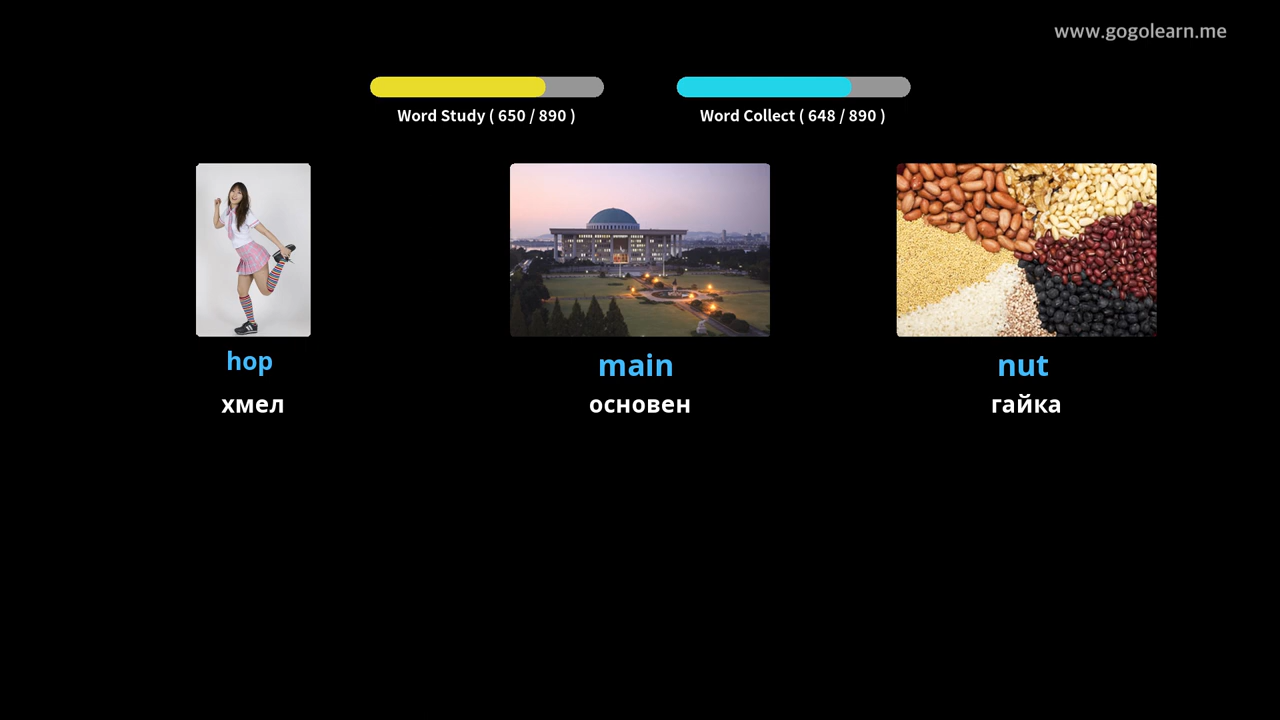 www.gogolearn.me
Word Study ( 650 / 890 )
Word Collect ( 648 / 890 )
hop
main
nut
хмел
основен
гайка